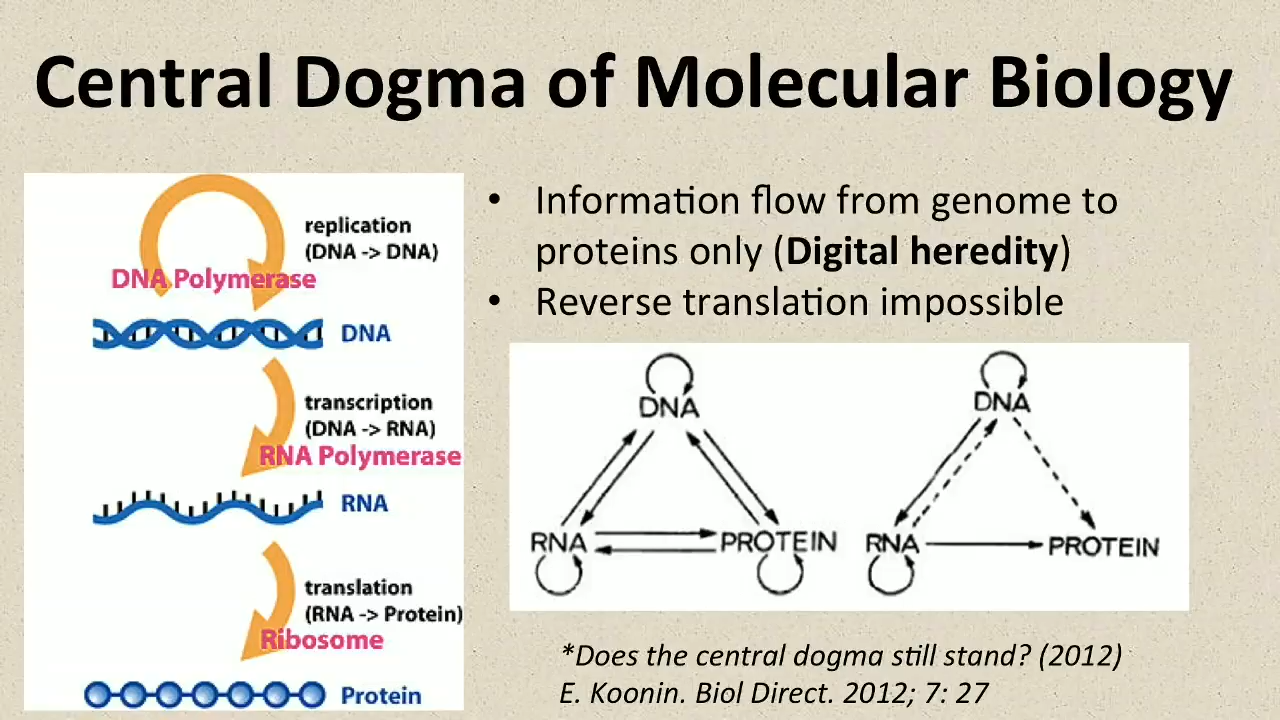 Central Dogma of Molecular Biology
replication
(DNA -> DNA)
DNA Polymerase
DNA
transcription
(DNA -> RNA)
RNA Polymerase
RNA
translation
(RNA -> Protein)
Ribosome
Protein
• Information flow from genome to
proteins only (Digital heredity)
• Reverse translation impossible
DNA
RNA
PROTEIN
DNA
RNA
PROTEIN
*Does the central dogma still stand? (2012)
E. Koonin. Biol Direct. 2012; 7: 27